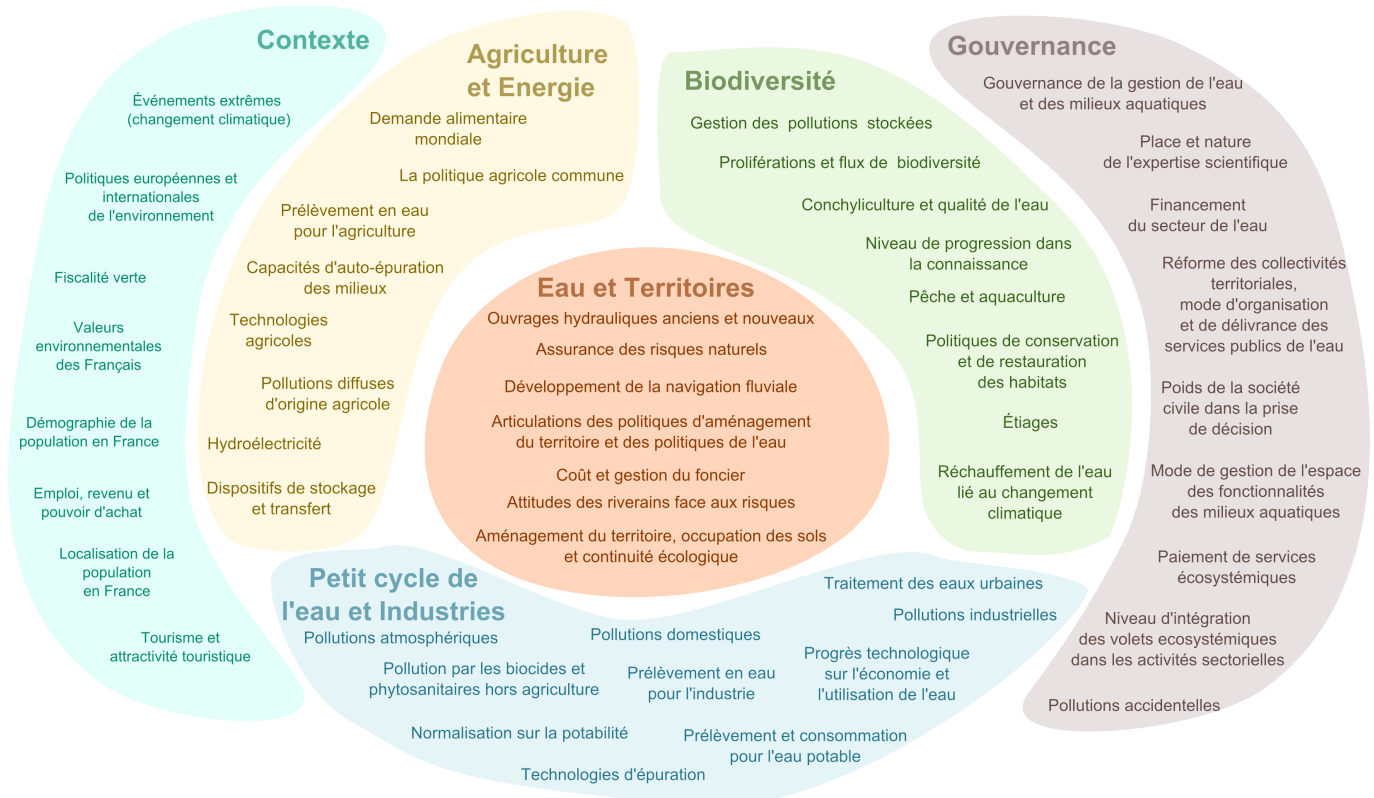 Contexte
Événements extrêmes
(changement climatique)
Politiques européennes et
internationales
de l'environnement
Fiscalité verte
Valeurs
environnementales
des Français
Démographie de la
population en France
Emploi, revenu et
pouvoir d'achat
Localisation de la
population
en France
Tourisme et
attractivité touristique
Agriculture
et Energie
Demande alimentaire
mondiale
La politique agricole commune
Prélèvement en eau
pour l'agriculture
Capacités d'auto-épuration
des milieux
Technologies
agricoles
Pollutions diffuses
d'origine agricole
Hydroélectricité
Dispositifs de stockage
et transfert
Eau et Territoires
Ouvrages hydrauliques anciens et nouveaux
Assurance des risques naturels
Développement de la navigation fluviale
Articulations des politiques d'aménagement
du territoire et des politiques de l'eau
Coût et gestion du foncier
Attitudes des riverains face aux risques
Aménagement du territoire, occupation des sols
et continuité écologique
Biodiversité
Gestion des pollutions stockées
Proliférations et flux de biodiversité
Conchyliculture et qualité de l'eau
Niveau de progression dans
la connaissance
Pêche et aquaculture
Politiques de conservation
et de restauration
des habitats
Étiages
Réchauffement de l'eau
lié au changement
climatique
Gouvernance
Gouvernance de la gestion de l'eau
et des milieux aquatiques
Place et nature
de l'expertise scientifique
Financement
du secteur de l'eau
Réforme des collectivités
territoriales,
mode d'organisation
et de délivrance des
services publics de l'eau
Poids de la société
civile dans la prise
de décision
Mode de gestion de l'espace
des fonctionnalités
des milieux aquatiques
Paiement de services
écosystémiques
Niveau d'intégration
des volets ecosystémiques
dans les activités sectorielles
Pollutions accidentelles
Petit cycle de
l'eau et Industries
Pollutions atmosphériques
Pollution par les biocides et
phytosanitaires hors agriculture
Normalisation sur la potabilité
Technologies d'épuration
Pollutions domestiques
Prélèvement en eau
pour l'industrie
Prélèvement et consommation
pour l'eau potable
Traitement des eaux urbaines
Pollutions industrielles
Progrès technologique
sur l'économie et
l'utilisation de l'eau